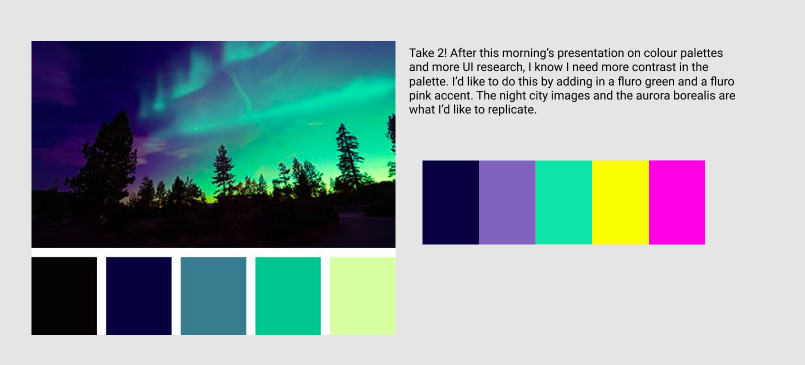 Take 2! After this morning’s presentation on colour palettes
and more UI research, I know I need more contrast in the
palette. I’d like to do this by adding in a fluro green and a fluro
pink accent. The night city images and the aurora borealis are
what I’d like to replicate.